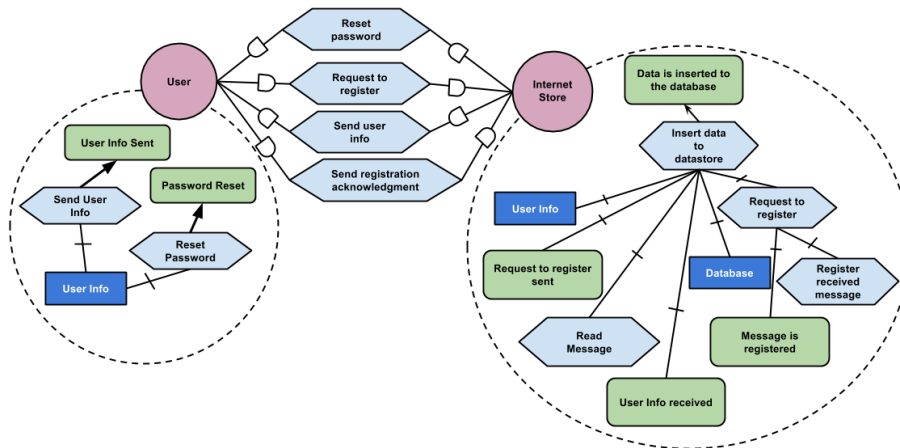 Reset
password
User
Request to
register
Internet
Store
Data is inserted to
the database
Send user
info
User Info Sent
Insert data
to
datastore
Send registration
acknowledgment
Password Reset
Send User
Info
User Info
Request to
register
Reset
Password
Request to register
sent
Database
Register
received
message
User Info
Read
Message
Message is
registered
User Info received